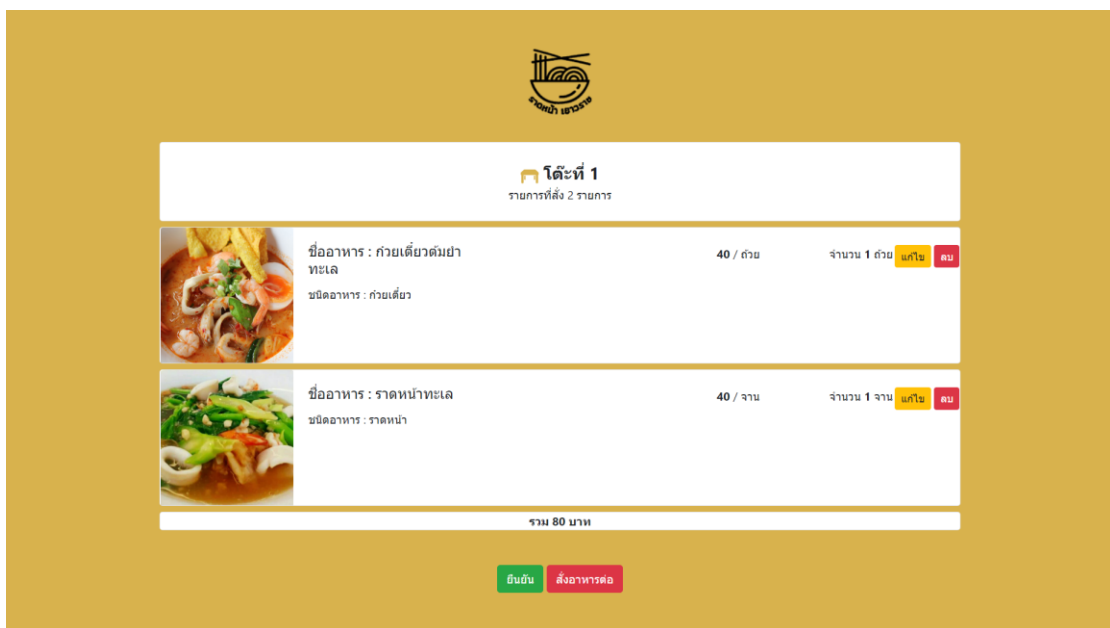 ราดหน้า เยาวราช
โต๊ะที่ 1
รายการที่สั่ง 2 รายการ
ชื่ออาหาร : ก๋วยเตี๋ยวต้มยำ
ทะเล
40 / ถ้วย
จำนวน 1 ถ้วย
แก้ไข
ลบ
ชนิดอาหาร : ก๋วยเตี๋ยว
ชื่ออาหาร : ราดหน้าทะเล
40 / จาน
จำนวน 1 จาน
แก้ไข
ลบ
ชนิดอาหาร : ราดหน้า
รวม 80 บาท
ยืนยัน
สั่งอาหารต่อ